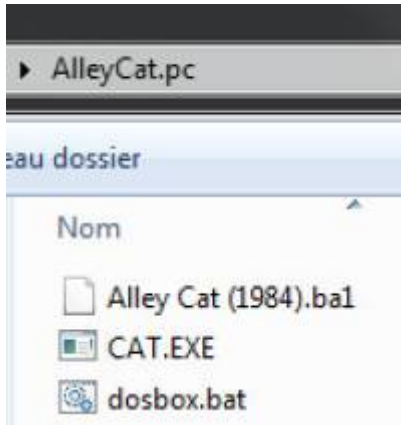 AlleyCat.pc
eau dossier
Nom
Alley Cat (1984).ba1
CAT.EXE
dosbox.bat